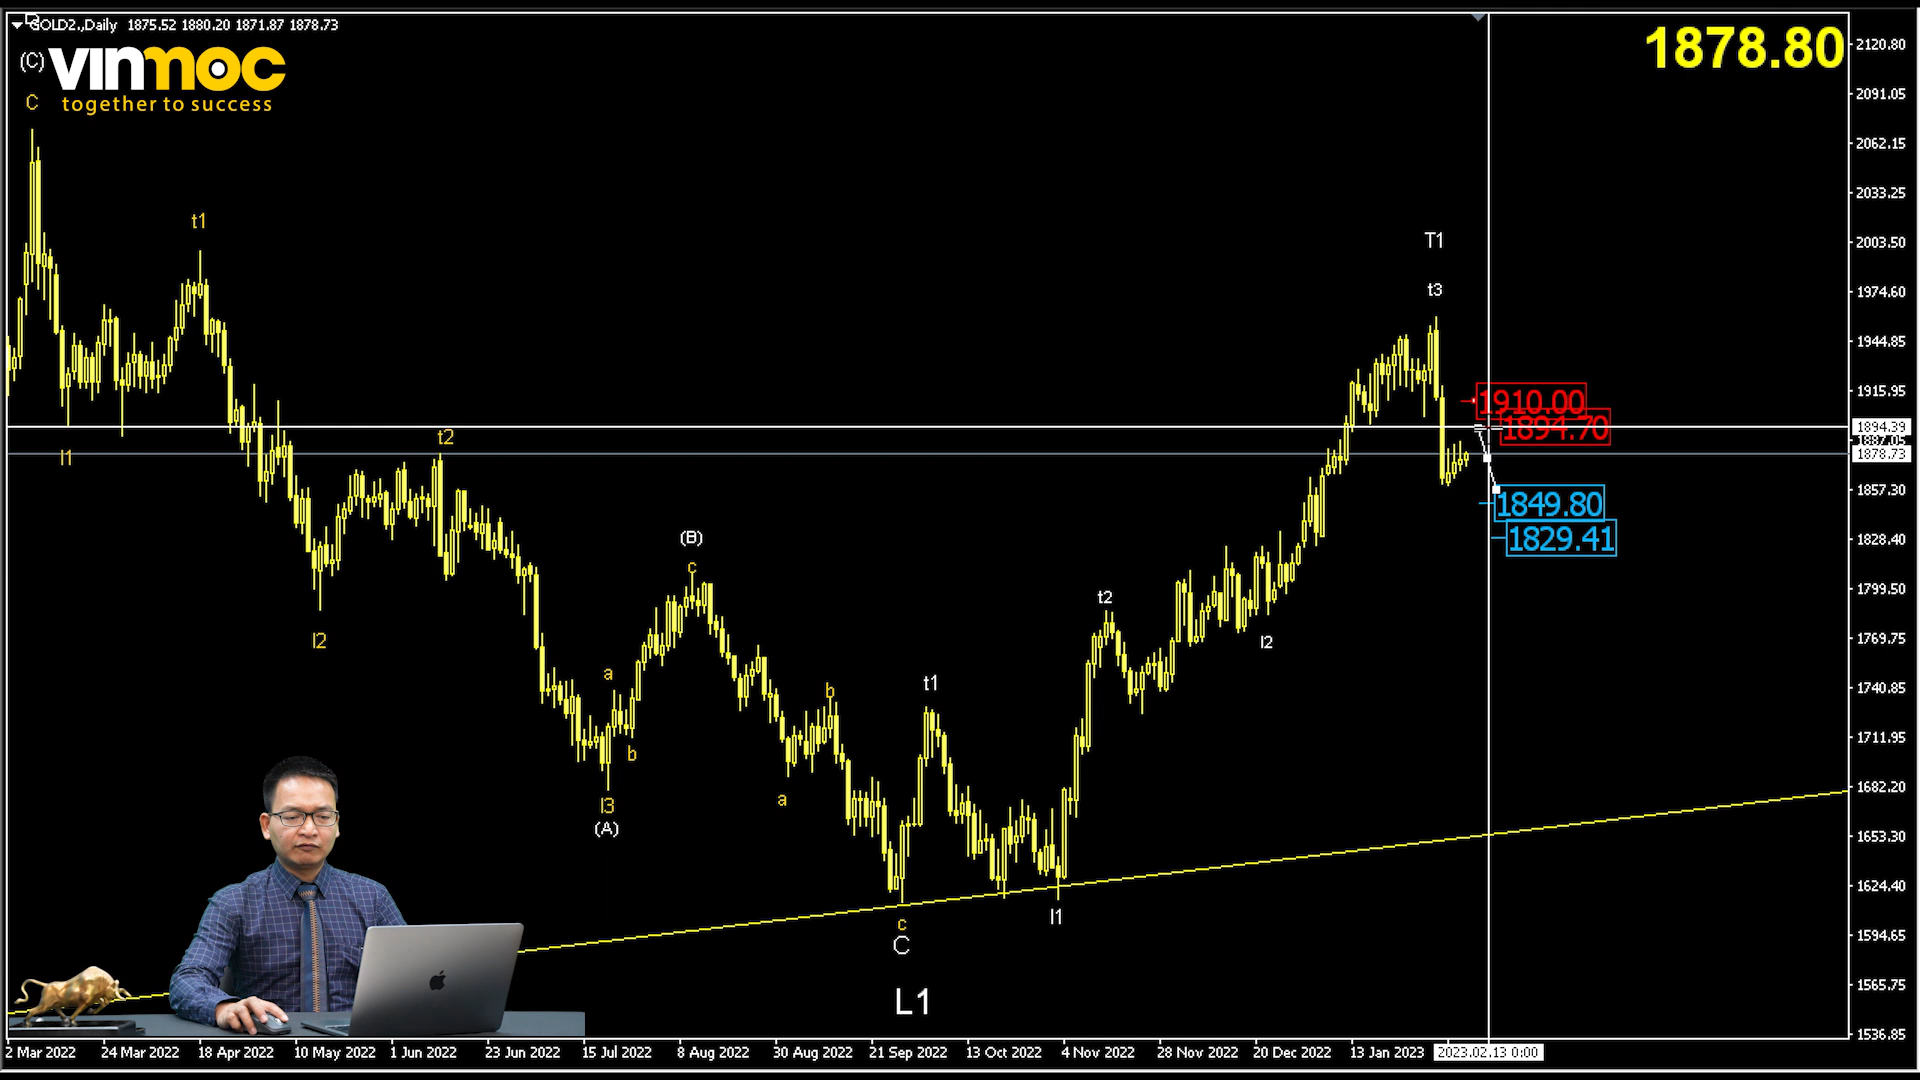 GOLD2.,Daily 1875.52 1880.20 1871.87 1878.73
1878.80
(C)
vinmoc
together to success
C
t1
l1
t2
l2
a
b
l3
(A)
(B)
c
a
b
c
C
L1
t1
l1
t2
l2
T1
t3
1910.00
1894.70
1849.80
1829.41
2120.80
2091.05
2062.15
2033.25
2003.50
1974.60
1944.85
1915.95
1894.39
1887.05
1878.73
1857.30
1828.40
1799.50
1769.75
1740.85
1711.95
1682.20
1653.30
1624.40
1594.65
1565.75
1536.85
2 Mar 2022 24 Mar 2022 18 Apr 2022 10 May 2022 1 Jun 2022 23 Jun 2022 15 Jul 2022 8 Aug 2022 30 Aug 2022 21 Sep 2022 13 Oct 2022 4 Nov 2022 28 Nov 2022 20 Dec 2022 13 Jan 2023 2023.02.13 0:00